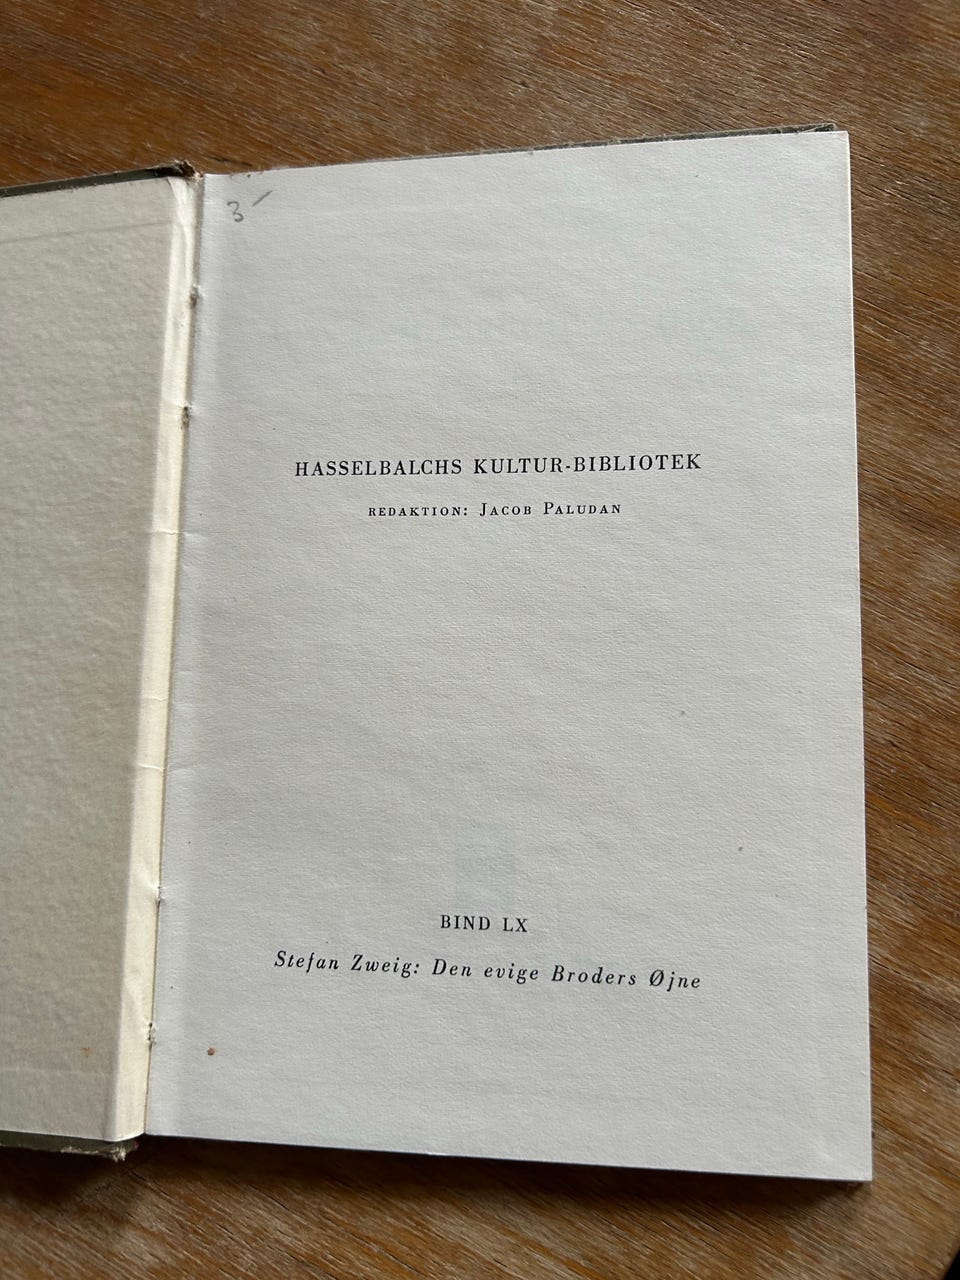 3-
HASSELBALCHS KULTUR-BIBLIOTEK
REDAKTION: JACOB PALUDAN
BIND LX
Stefan Zweig: Den evige Broders Øjne